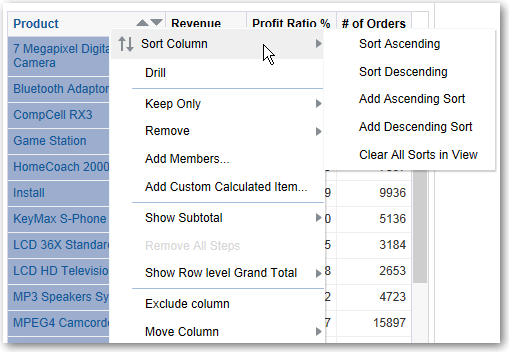 Product Revenue Profit Ratio % # of Orders
7 Megapixel Digita
Camera
Bluetooth Adaptor
CompCell RX3
Game Station
HomeCoach 2000
Install 9 9936
KeyMax S-Phone 0 5136
LCD 36X Standard 5 3184
LCD HD Televisio 8 2653
MP3 Speakers Sy 2 4723
MPEG4 Camcorde 7 15897
Sort Column
Drill
Keep Only
Remove
Add Members...
Add Custom Calculated Item...
Show Subtotal
Remove All Steps
Show Row level Grand Total
Exclude column
Move Column
Sort Ascending
Sort Descending
Add Ascending Sort
Add Descending Sort
Clear All Sorts in View